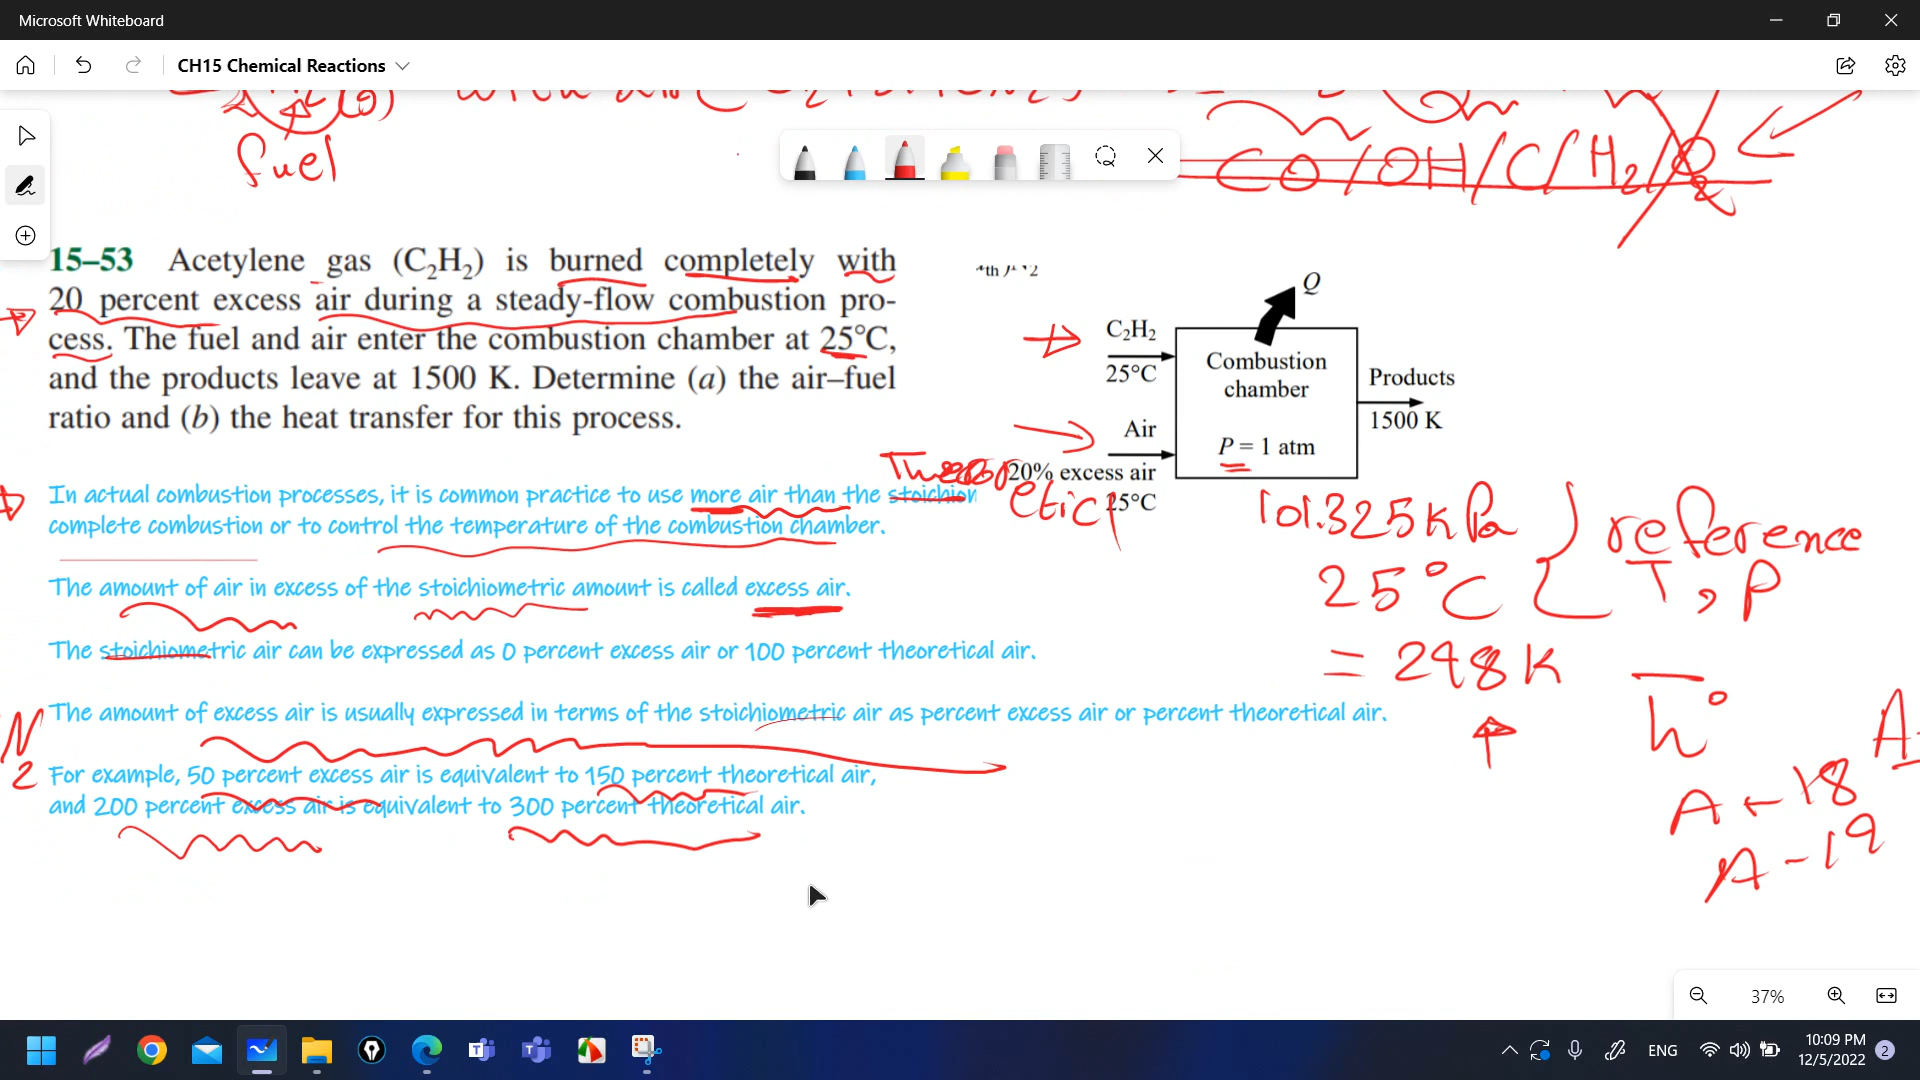 Microsoft Whiteboard
CH15 Chemical Reactions
fuel
CO/OH/C/H2/O2
15–53 Acetylene gas (C2H2) is burned completely with
20 percent excess air during a steady-flow combustion pro-
cess. The fuel and air enter the combustion chamber at 25°C,
and the products leave at 1500 K. Determine (a) the air–fuel
ratio and (b) the heat transfer for this process.
Q
C2H2
25°C
Combustion
chamber
P = 1 atm
Products
1500 K
Air
20% excess air
25°C
Theoretical
In actual combustion processes, it is common practice to use more air than the stoichiom
complete combustion or to control the temperature of the combustion chamber.
The amount of air in excess of the stoichiometric amount is called excess air.
The stoichiometric air can be expressed as 0 percent excess air or 100 percent theoretical air.
The amount of excess air is usually expressed in terms of the stoichiometric air as percent excess air or percent theoretical air.
For example, 50 percent excess air is equivalent to 150 percent theoretical air,
and 200 percent excess air is equivalent to 300 percent theoretical air.
N2
101.325 kPa
25°C
= 298 K
reference
T, P
h°
A ← 18
A - 19
37%
ENG
10:09 PM
12/5/2022
2